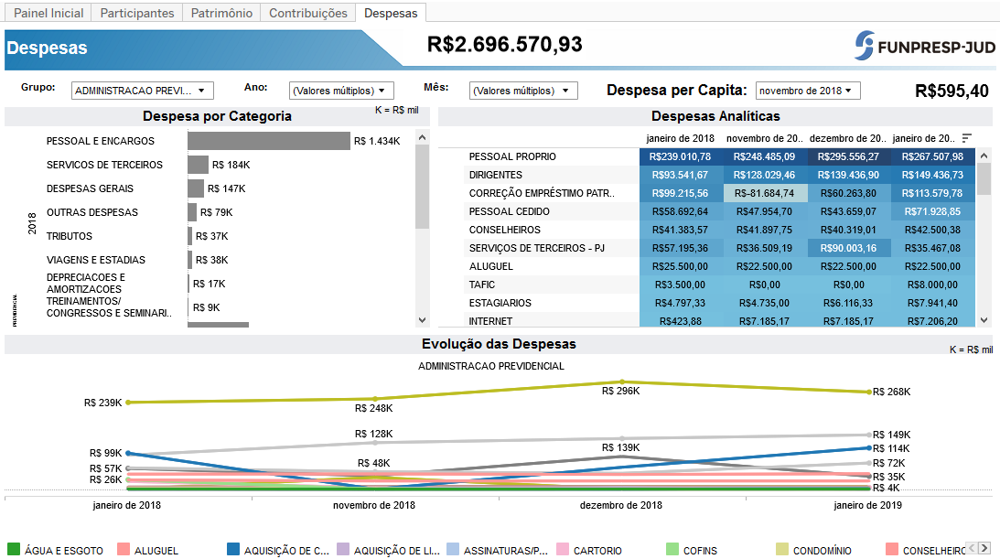 Painel Inicial Participantes Patrimônio Contribuições Despesas
Despesas R$2.696.570,93 FUNPRESP-JUD
Grupo: ADMINISTRACAO PREVI... Ano: (Valores múltiplos) Mês: (Valores múltiplos) Despesa per Capita: novembro de 2018 R$595,40
Despesa por Categoria K = R$ mil
2018
PREVIDENCIAL
PESSOAL E ENCARGOS R$ 1.434K
SERVICOS DE TERCEIROS R$ 184K
DESPESAS GERAIS R$ 147K
OUTRAS DESPESAS R$ 79K
TRIBUTOS R$ 37K
VIAGENS E ESTADIAS R$ 38K
DEPRECIACOES E
AMORTIZACOES R$ 17K
TREINAMENTOS/
CONGRESSOS E SEMINARI.. R$ 9K
Despesas Analíticas
janeiro de 2018 novembro de 20.. dezembro de 20.. janeiro de 20..
PESSOAL PROPRIO R$239.010,78 R$248.485,09 R$295.556,27 R$267.507,98
DIRIGENTES R$93.541,67 R$128.029,46 R$139.436,90 R$149.436,73
CORREÇÃO EMPRÉSTIMO PATR.. R$99.215,56 R$-81.684,74 R$60.263,80 R$113.579,78
PESSOAL CEDIDO R$58.692,64 R$47.954,70 R$43.659,07 R$71.928,85
CONSELHEIROS R$41.383,57 R$41.897,75 R$40.319,01 R$42.500,38
SERVIÇOS DE TERCEIROS - PJ R$57.195,36 R$36.509,19 R$90.003,16 R$35.467,08
ALUGUEL R$25.500,00 R$22.500,00 R$22.500,00 R$22.500,00
TAFIC R$3.500,00 R$0,00 R$0,00 R$8.000,00
ESTAGIARIOS R$4.797,33 R$4.735,00 R$6.116,33 R$7.941,40
INTERNET R$423,88 R$7.185,17 R$7.185,17 R$7.206,20
Evolução das Despesas
K = R$ mil
ADMINISTRACAO PREVIDENCIAL
R$ 239K R$ 248K R$ 296K R$ 268K
R$ 128K R$ 149K
R$ 99K R$ 139K R$ 114K
R$ 57K R$ 48K R$ 72K
R$ 26K R$ 35K
R$ 4K
janeiro de 2018 novembro de 2018 dezembro de 2018 janeiro de 2019
ÁGUA E ESGOTO ALUGUEL AQUISIÇÃO DE C... AQUISIÇÃO DE LI... ASSINATURAS/P... CARTORIO COFINS CONDOMÍNIO CONSELHEIRO